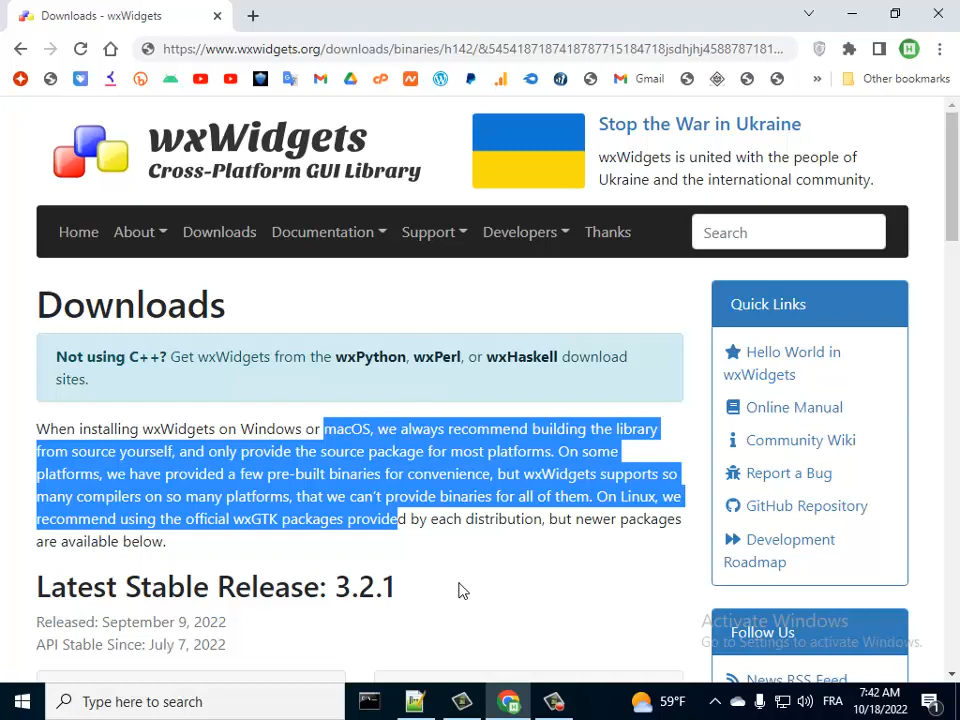 Downloads - wxWidgets
https://www.wxwidgets.org/downloads/binaries/h142/&5454187187418787715184718jsdhjhj4588787181...
Gmail
Other bookmarks
wxWidgets
Cross-Platform GUI Library
Stop the War in Ukraine
wxWidgets is united with the people of
Ukraine and the international community.
Home About Downloads Documentation Support Developers Thanks Search
Downloads
Not using C++? Get wxWidgets from the wxPython, wxPerl, or wxHaskell download
sites.
When installing wxWidgets on Windows or macOS, we always recommend building the library
from source yourself, and only provide the source package for most platforms. On some
platforms, we have provided a few pre-built binaries for convenience, but wxWidgets supports so
many compilers on so many platforms, that we can't provide binaries for all of them. On Linux, we
recommend using the official wxGTK packages provided by each distribution, but newer packages
are available below.
Latest Stable Release: 3.2.1
Released: September 9, 2022
API Stable Since: July 7, 2022
Quick Links
Hello World in
wxWidgets
Online Manual
Community Wiki
Report a Bug
GitHub Repository
Development
Roadmap
Follow Us
News RSS Feed
Activate Windows
Go to Settings to activate Windows.
Type here to search
59°F
FRA
7:42 AM
10/18/2022
1